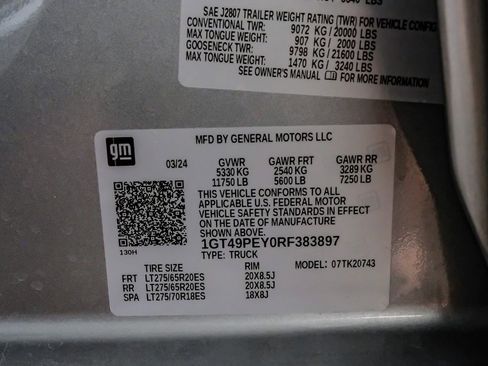 SAE J2807 TRAILER WEIGHT RATING (TWR) FOR VEHICLE CONFIG
CONVENTIONAL TWR: 9072 KG / 20000 LBS
MAX TONGUE WEIGHT: 907 KG / 2000 LBS
GOOSENECK TWR: 9798 KG / 21600 LBS
MAX TONGUE WEIGHT: 1470 KG / 3240 LBS
SEE OWNER'S MANUAL FOR MORE INFORMATION
gm
MFD BY GENERAL MOTORS LLC
03/24 GVWR GAWR FRT GAWR RR
5330 KG 2540 KG 3289 KG
11750 LB 5600 LB 7250 LB
THIS VEHICLE CONFORMS TO ALL
APPLICABLE U.S. FEDERAL MOTOR
VEHICLE SAFETY STANDARDS IN
EFFECT ON THE DATE OF MANUFACTURE
SHOWN ABOVE.
1GT49PEY0RF383897
130H
TYPE: TRUCK
TIRE SIZE RIM MODEL: 07TK20743
FRT LT275/65R20ES 20X8.5J
RR LT275/65R20ES 20X8.5J
SPA LT275/70R18ES 18X8J